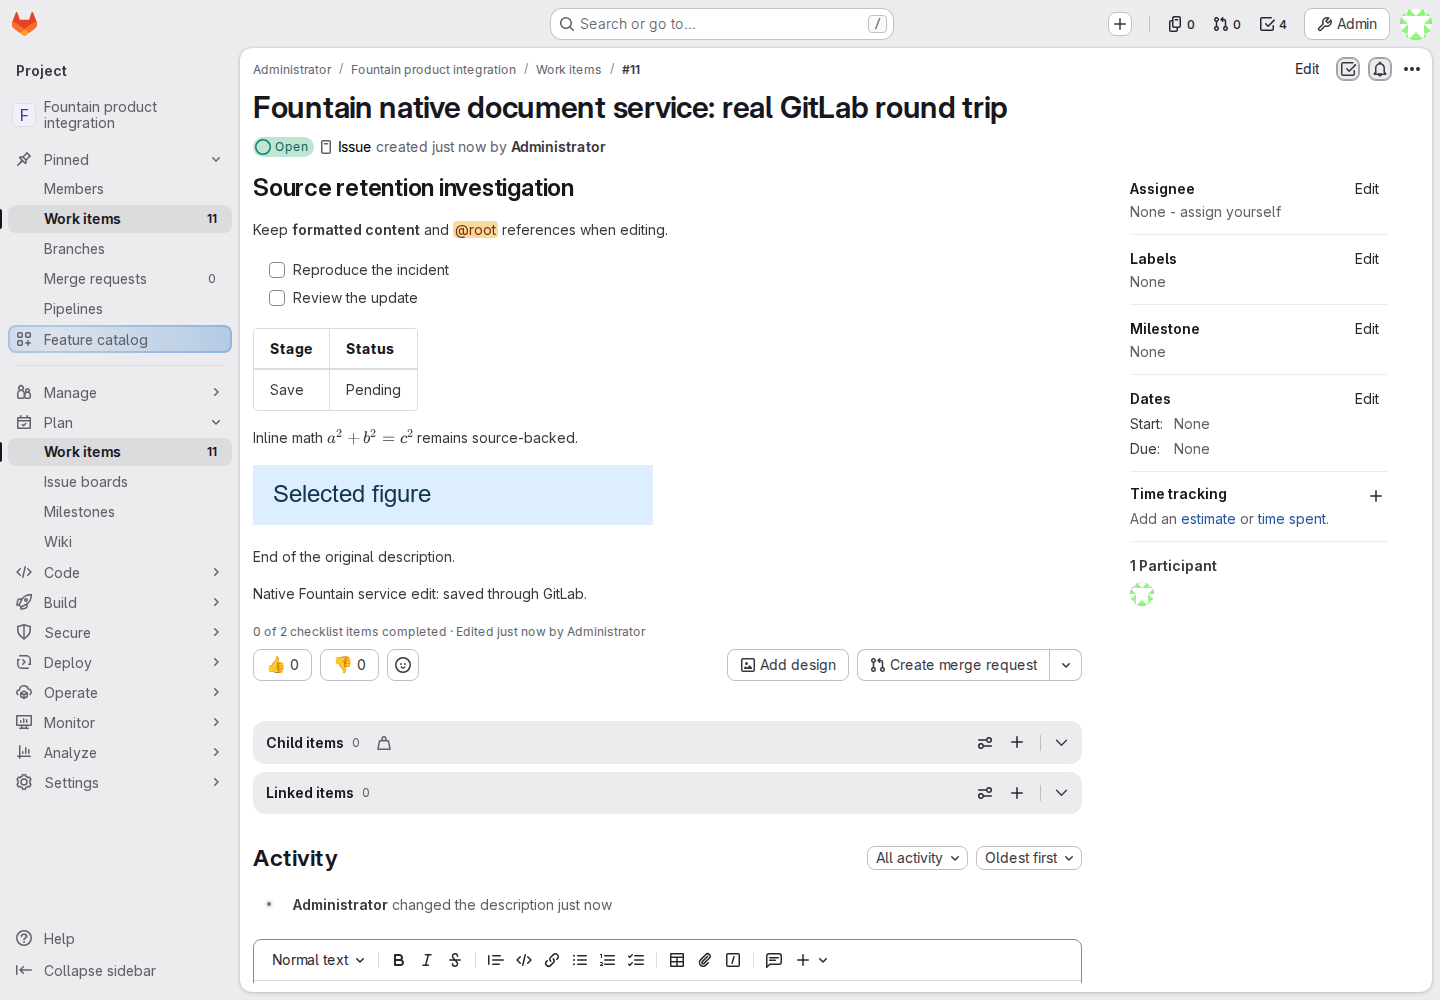 Search or go to...
/
0
0
4
Admin
Project
F
Fountain product integration
Pinned
Members
Work items 11
Branches
Merge requests 0
Pipelines
Feature catalog
Manage
Plan
Work items 11
Issue boards
Milestones
Wiki
Code
Build
Secure
Deploy
Operate
Monitor
Analyze
Settings
Help
Collapse sidebar
Administrator / Fountain product integration / Work items / #11
Edit
Fountain native document service: real GitLab round trip
Open Issue created just now by Administrator
Source retention investigation
Keep formatted content and @root references when editing.
Reproduce the incident
Review the update
Stage Status
Save Pending
Inline math a² + b² = c² remains source-backed.
Selected figure
End of the original description.
Native Fountain service edit: saved through GitLab.
0 of 2 checklist items completed · Edited just now by Administrator
👍 0 👎 0
Add design
Create merge request
Child items 0
Linked items 0
Activity
All activity
Oldest first
Administrator changed the description just now
Normal text
Assignee Edit
None - assign yourself
Labels Edit
None
Milestone Edit
None
Dates Edit
Start: None
Due: None
Time tracking
Add an estimate or time spent.
1 Participant